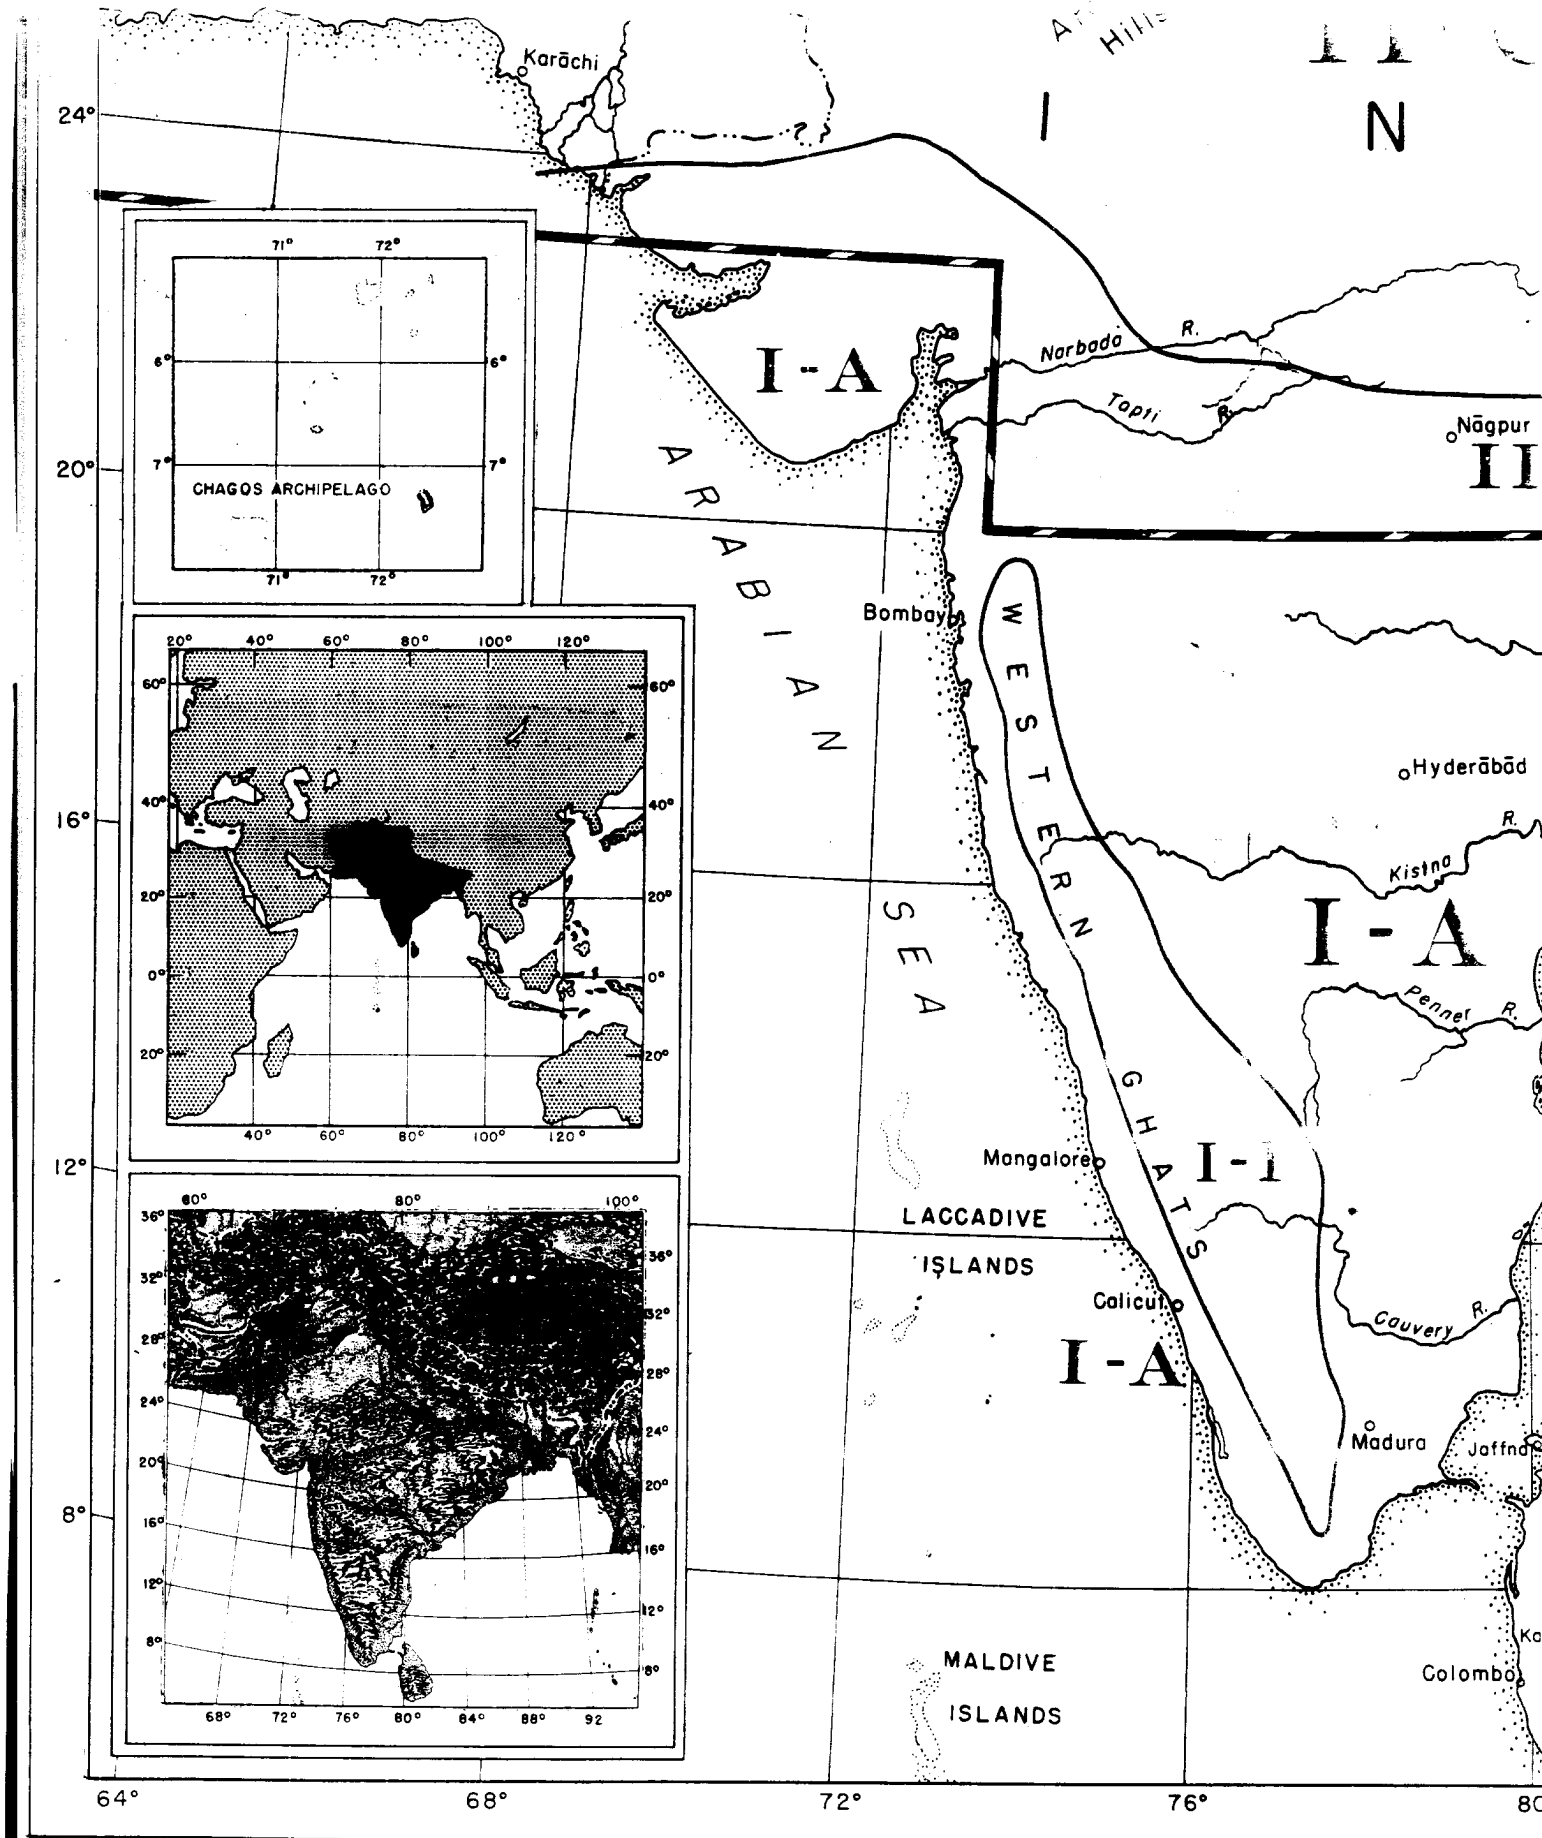 Karāchi
Hills
I N
24°
71° 72°
6° 6°
7° 7°
CHAGOS ARCHIPELAGO
71° 72°
I-A
Narbada R.
Tapti R.
Nāgpur
II
20°
ARABIAN SEA
Bombay
WESTERN GHATS
20° 40° 60° 80° 100° 120°
60° 60°
40° 40°
20° 20°
0° 0°
20° 20°
40° 60° 80° 100° 120°
Hyderābād
16°
Kistna R.
I-A
Penner R.
12°
Mangalore
I-1
LACCADIVE
ISLANDS
Calicut
Cauvery R.
I-A
Madura
Jaffna
60° 80° 100°
36° 36°
32° 32°
28° 28°
24° 24°
20° 20°
16° 16°
12° 12°
8° 8°
68° 72° 76° 80° 84° 88° 92
8°
MALDIVE
ISLANDS
Colombo
64° 68° 72° 76° 80